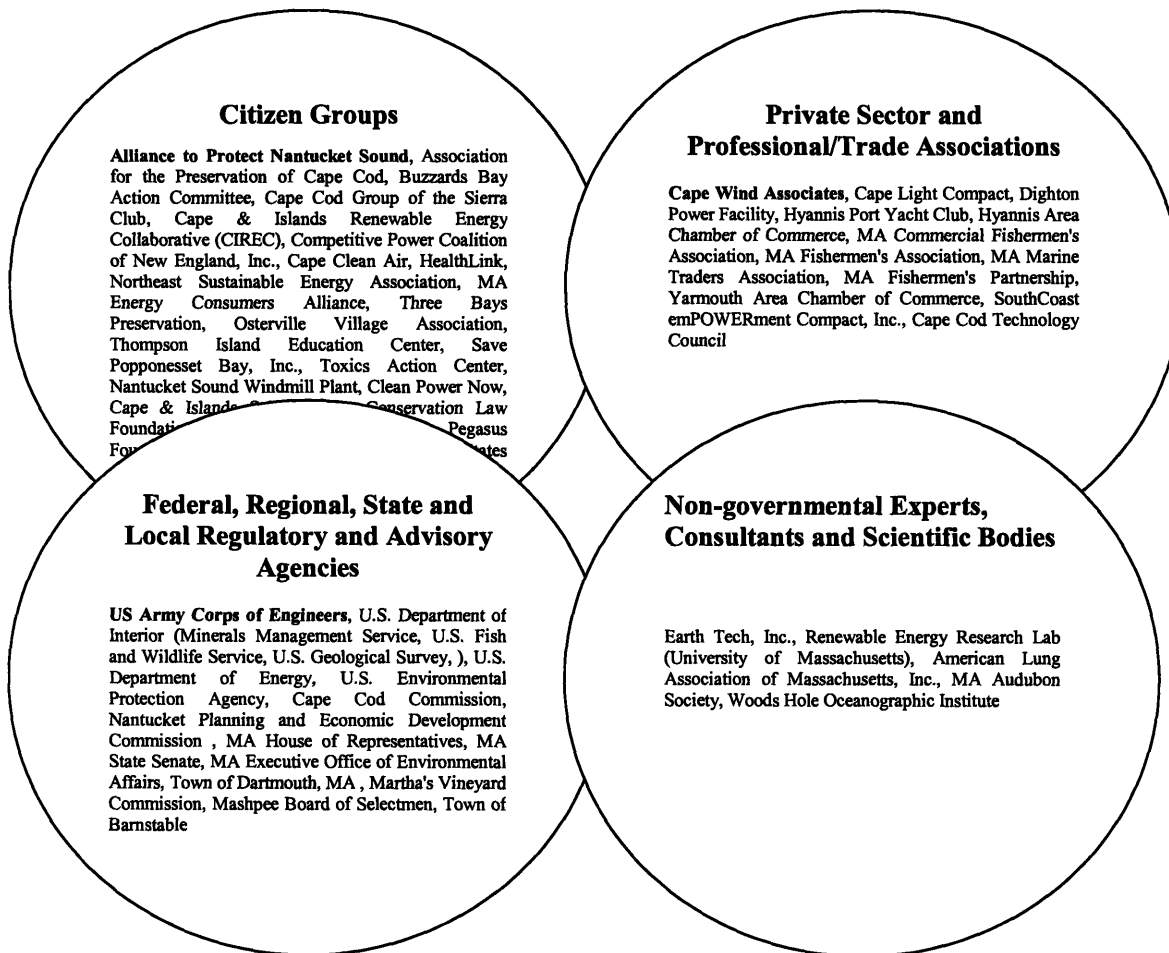 Citizen Groups
Alliance to Protect Nantucket Sound, Association
for the Preservation of Cape Cod, Buzzards Bay
Action Committee, Cape Cod Group of the Sierra
Club, Cape & Islands Renewable Energy
Collaborative (CIREC), Competitive Power Coalition
of New England, Inc., Cape Clean Air, HealthLink,
Northeast Sustainable Energy Association, MA
Energy Consumers Alliance, Three Bays
Preservation, Osterville Village Association,
Thompson Island Education Center, Save
Popponesset Bay, Inc., Toxics Action Center,
Nantucket Sound Windmill Plant, Clean Power Now,
Cape & Islands Conservation Law
Pegasus
Private Sector and
Professional/Trade Associations
Cape Wind Associates, Cape Light Compact, Dighton
Power Facility, Hyannis Port Yacht Club, Hyannis Area
Chamber of Commerce, MA Commercial Fishermen's
Association, MA Fishermen's Association, MA Marine
Traders Association, MA Fishermen's Partnership,
Yarmouth Area Chamber of Commerce, SouthCoast
emPOWERment Compact, Inc., Cape Cod Technology
Council
Federal, Regional, State and
Local Regulatory and Advisory
Agencies
US Army Corps of Engineers, U.S. Department of
Interior (Minerals Management Service, U.S. Fish
and Wildlife Service, U.S. Geological Survey, ), U.S.
Department of Energy, U.S. Environmental
Protection Agency, Cape Cod Commission,
Nantucket Planning and Economic Development
Commission , MA House of Representatives, MA
State Senate, MA Executive Office of Environmental
Affairs, Town of Dartmouth, MA , Martha's Vineyard
Commission, Mashpee Board of Selectmen, Town of
Barnstable
Non-governmental Experts,
Consultants and Scientific Bodies
Earth Tech, Inc., Renewable Energy Research Lab
(University of Massachusetts), American Lung
Association of Massachusetts, Inc., MA Audubon
Society, Woods Hole Oceanographic Institute